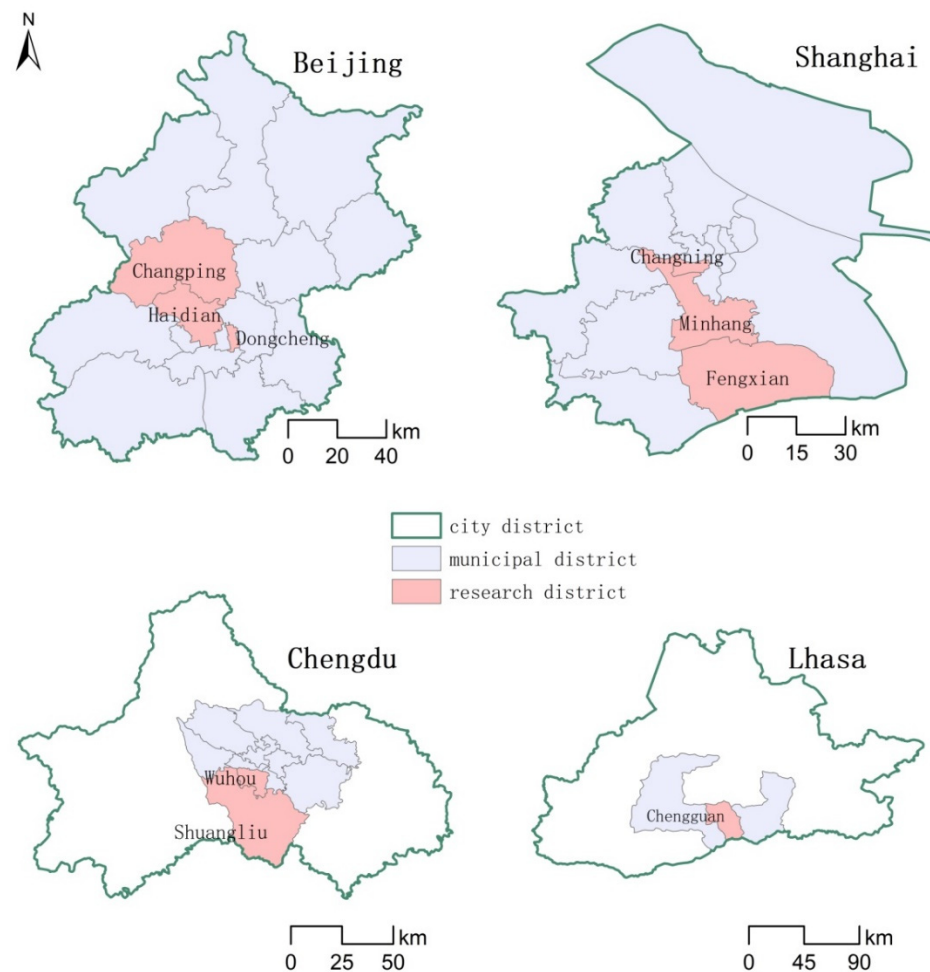 N
Beijing
Changping
Haidian
Dongcheng
km
0 20 40
Shanghai
Changning
Minhang
Fengxian
km
0 15 30
city district
municipal district
research district
Chengdu
Wuhou
Shuangliu
km
0 25 50
Lhasa
Chengguan
km
0 45 90